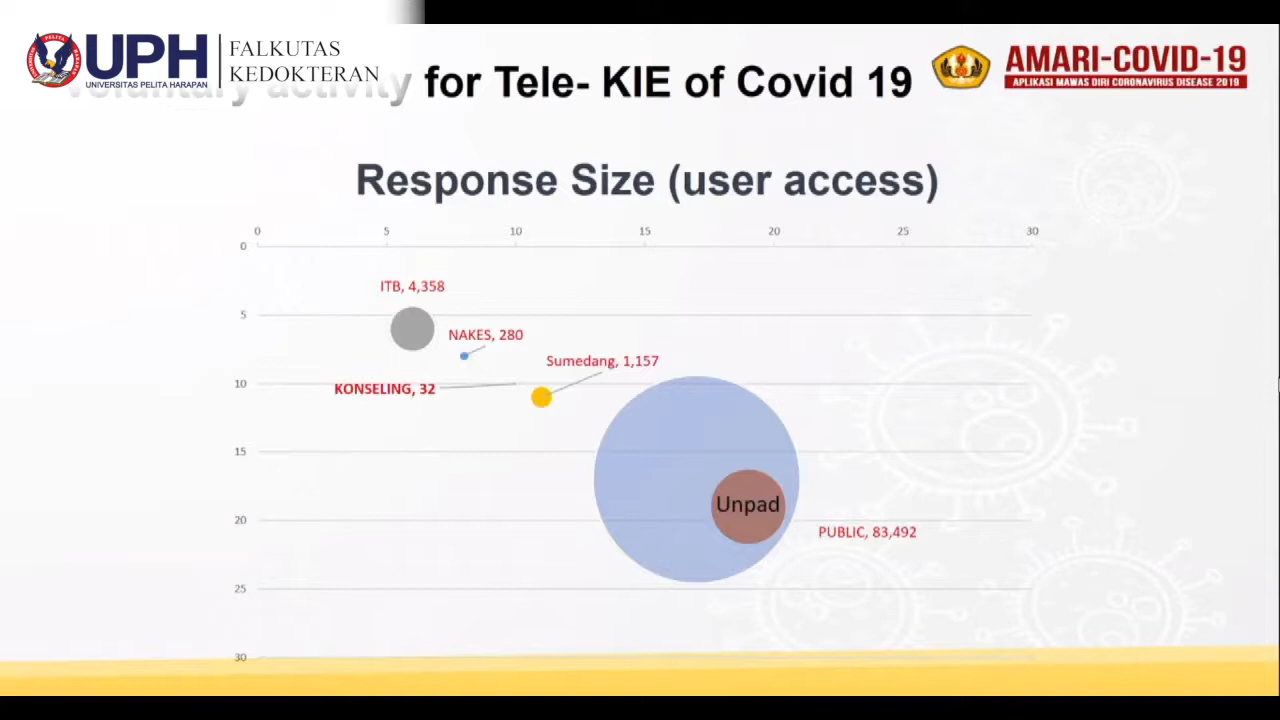 UPH
UNIVERSITAS PELITA HARAPAN
FALKUTAS
KEDOKTERAN
Voluntary activity for Tele- KIE of Covid 19
AMARI-COVID-19
APLIKASI MAWAS DIRI CORONAVIRUS DISEASE 2019
Response Size (user access)
0 5 10 15 20 25 30
0
ITB, 4,358
5
NAKES, 280
Sumedang, 1,157
10
KONSELING, 32
15
Unpad
20
PUBLIC, 83,492
25
30